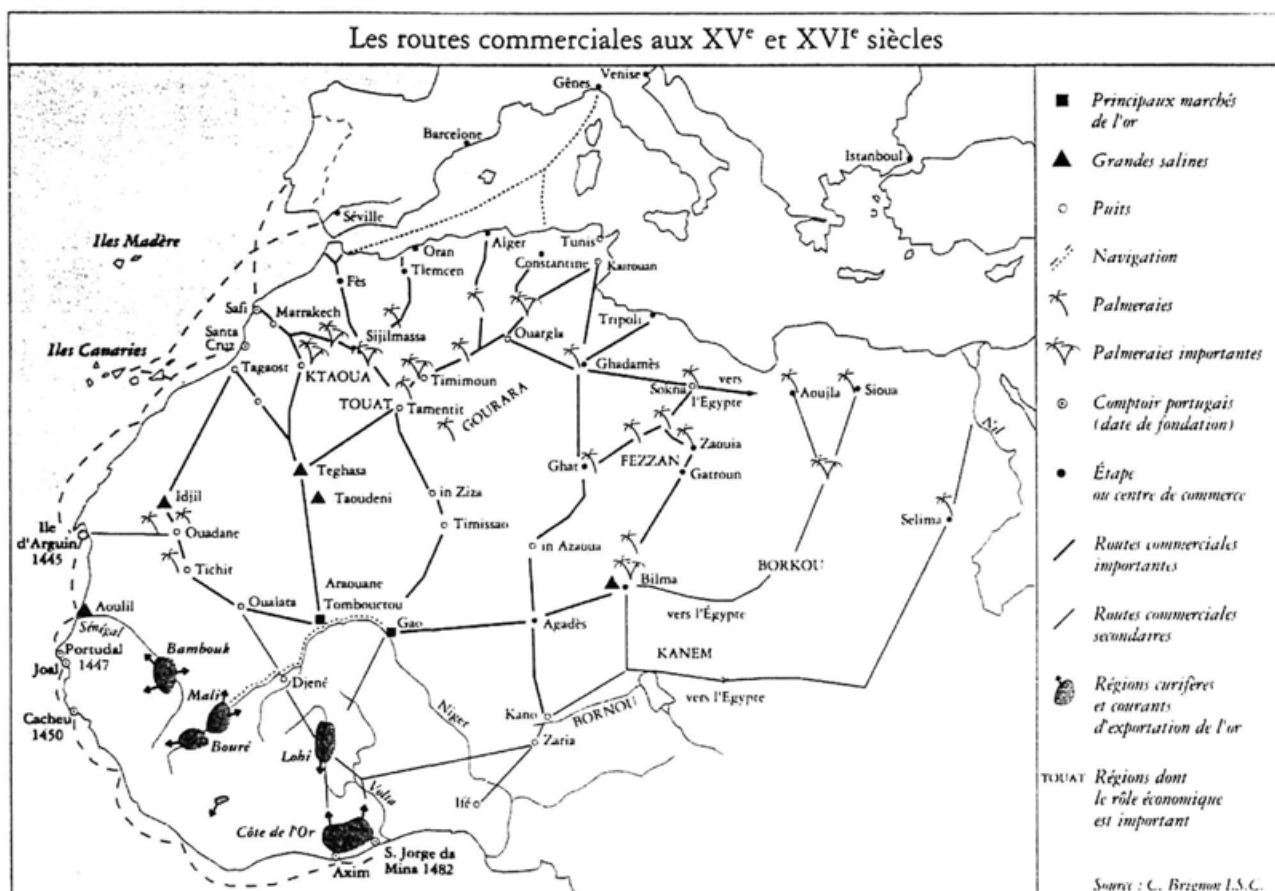 Les routes commerciales aux XVe et XVIe siècles
Venise
Gênes
Barcelone
Istanboul
Séville
Iles Madère
Oran
Alger
Tunis
Tlemcen
Constantine
Kairouan
Fès
Safi
Marrakech
Tripoli
Santa
Cruz
Sijilmassa
Ouargla
Iles Canaries
Ghadamès
Tagaost
KTAOUA
Timimoun
Sokna
vers
l'Egypte
Aoujla
Sioua
TOUAT
Tamentit
GOURARA
Nil
Zaouia
Teghasa
Ghat
FEZZAN
Gatroun
Idjil
Taoudeni
in Ziza
Selima
Ile
d'Arguin
1445
Ouadane
Timissao
in Azaoua
Tichit
BORKOU
Bilma
Araouane
Aoulil
Oualata
Tombouctou
Gao
Agadès
vers l'Égypte
Sénégal
Portudal
1447
Bambouk
KANEM
Joal
Mali
Djené
vers l'Egypte
Cacheu
1450
Niger
Kano
BORNOU
Bouré
Lobi
Zaria
Volta
Ifé
Côte de l'Or
S. Jorge da
Mina 1482
Axim
Principaux marchés
de l'or
Grandes salines
Puits
Navigation
Palmeraies
Palmeraies importantes
Comptoir portugais
(date de fondation)
Étape
ou centre de commerce
Routes commerciales
importantes
Routes commerciales
secondaires
Régions aurifères
et courants
d'exportation de l'or
TOUAT Régions dont
le rôle économique
est important
Source : C. Brignon I.S.C.